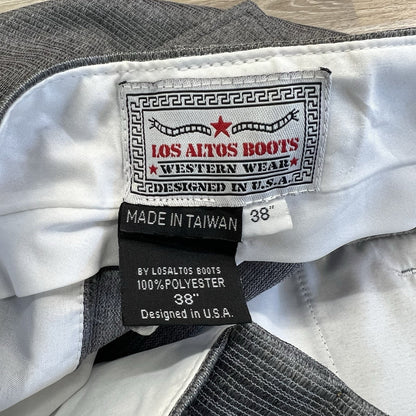 LOS ALTOS BOOTS
WESTERN WEAR
DESIGNED IN U.S.A
MADE IN TAIWAN
38"
BY LOSALTOS BOOTS
100% POLYESTER
38"
Designed in U.S.A.